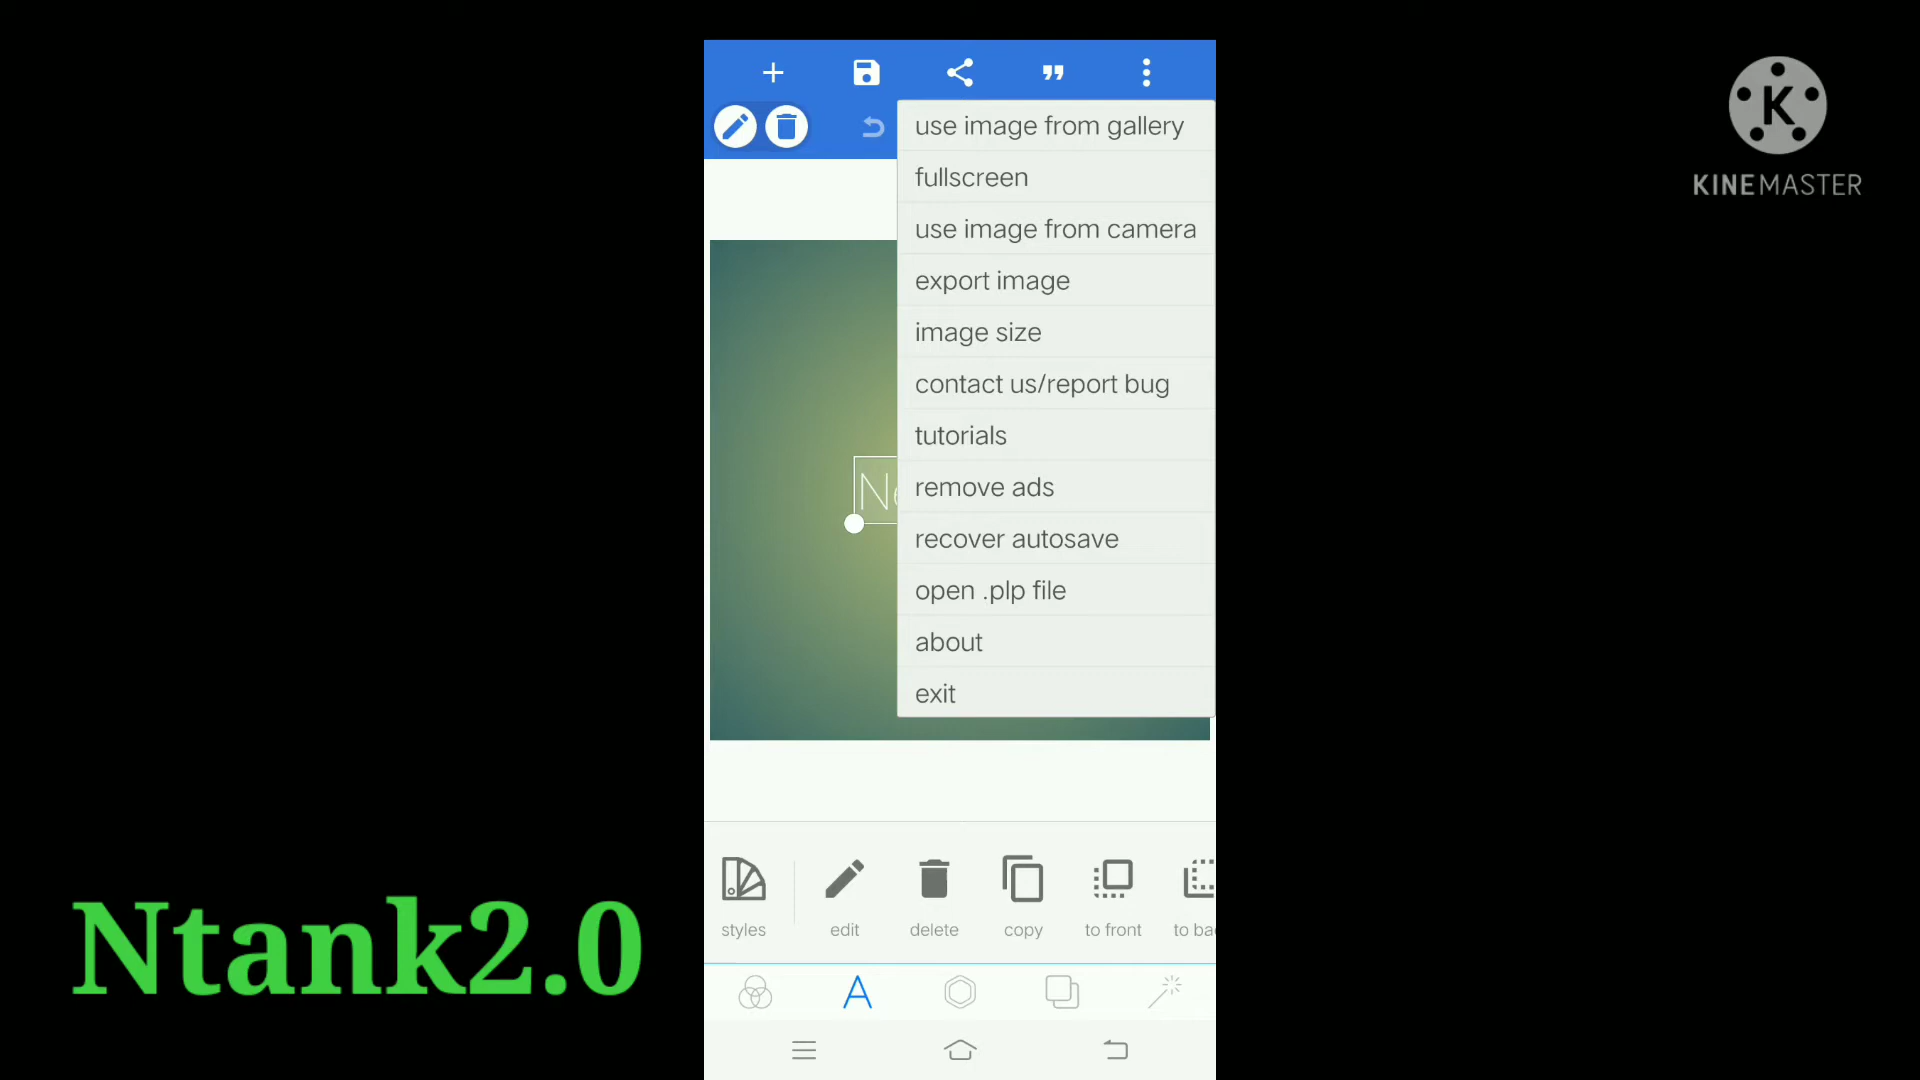 KINEMASTER
use image from gallery
fullscreen
use image from camera
export image
image size
contact us/report bug
tutorials
remove ads
recover autosave
open .plp file
about
exit
styles
edit
delete
copy
to front
Ntank2.0